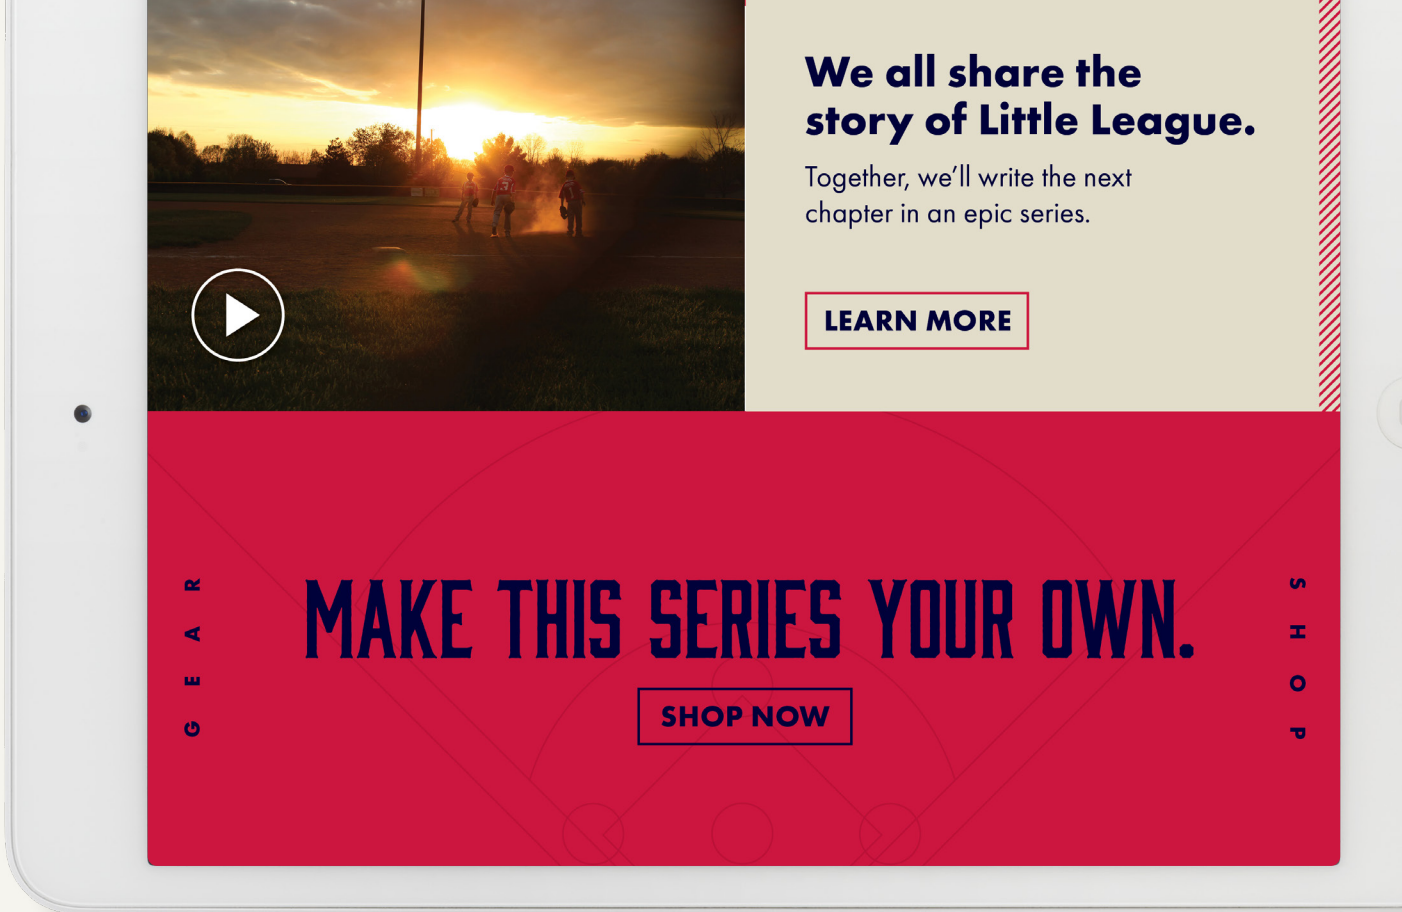 We all share the
story of Little League.
Together, we’ll write the next
chapter in an epic series.
LEARN MORE
GEAR
MAKE THIS SERIES YOUR OWN.
SHOP
SHOP NOW